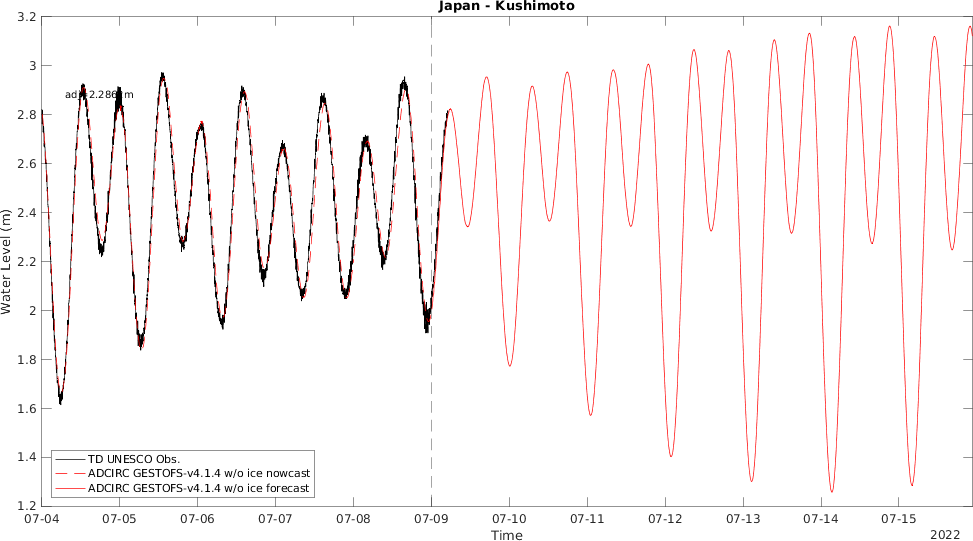 Japan - Kushimoto
3.2
3
2.8
2.6
2.4
2.2
2
1.8
1.6
1.4
1.2
Water Level (m)
TD UNESCO Obs.
ADCIRC GESTOFS-v4.1.4 w/o ice nowcast
ADCIRC GESTOFS-v4.1.4 w/o ice forecast
07-04 07-05 07-06 07-07 07-08 07-09 07-10 07-11 07-12 07-13 07-14 07-15
Time
2022